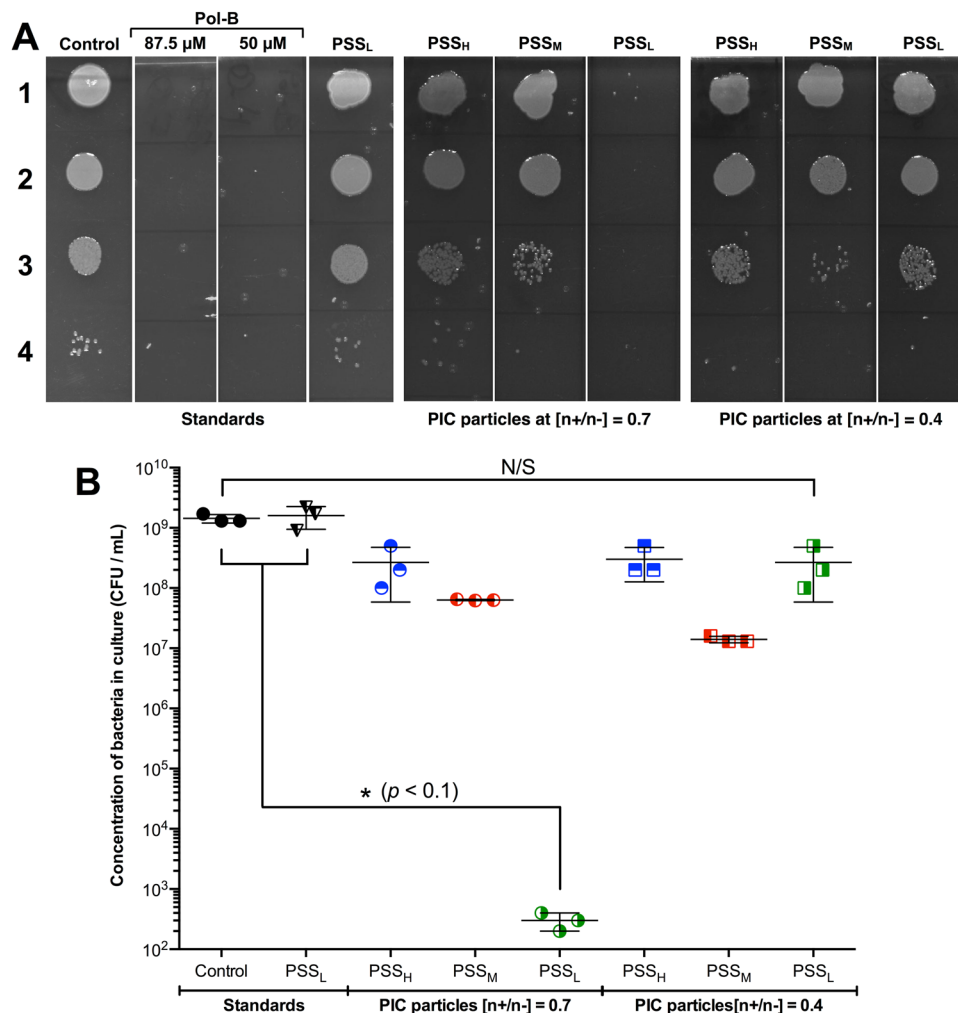 A
Pol-B
Control 87.5 µM 50 µM PSSL PSSH PSSM PSSL PSSH PSSM PSSL
1
2
3
4
Standards PIC particles at [n+/n-] = 0.7 PIC particles at [n+/n-] = 0.4
B
N/S
10^10
10^9
10^8
10^7
10^6
10^5
10^4
10^3
10^2
Concentration of bacteria in culture (CFU / mL)
* (p < 0.1)
Control PSSL PSSH PSSM PSSL PSSH PSSM PSSL
Standards PIC particles [n+/n-] = 0.7 PIC particles[n+/n-] = 0.4